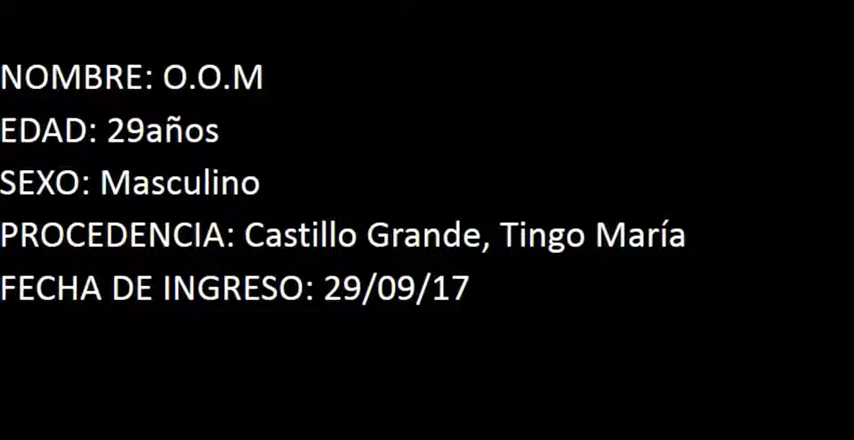 NOMBRE: O.O.M
EDAD: 29años
SEXO: Masculino
PROCEDENCIA: Castillo Grande, Tingo María
FECHA DE INGRESO: 29/09/17